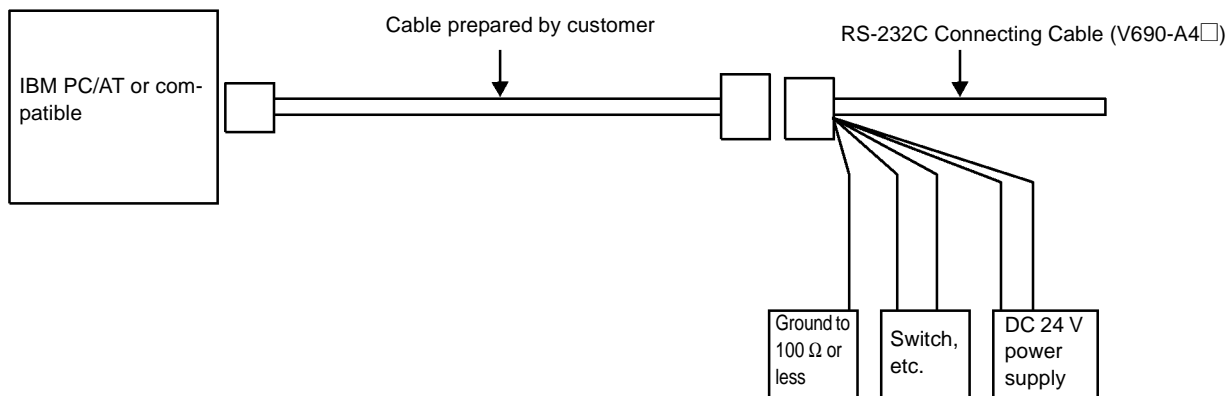 Cable prepared by customer
RS-232C Connecting Cable (V690-A4□)
IBM PC/AT or com-
patible
Ground to
100 Ω or
less
Switch,
etc.
DC 24 V
power
supply